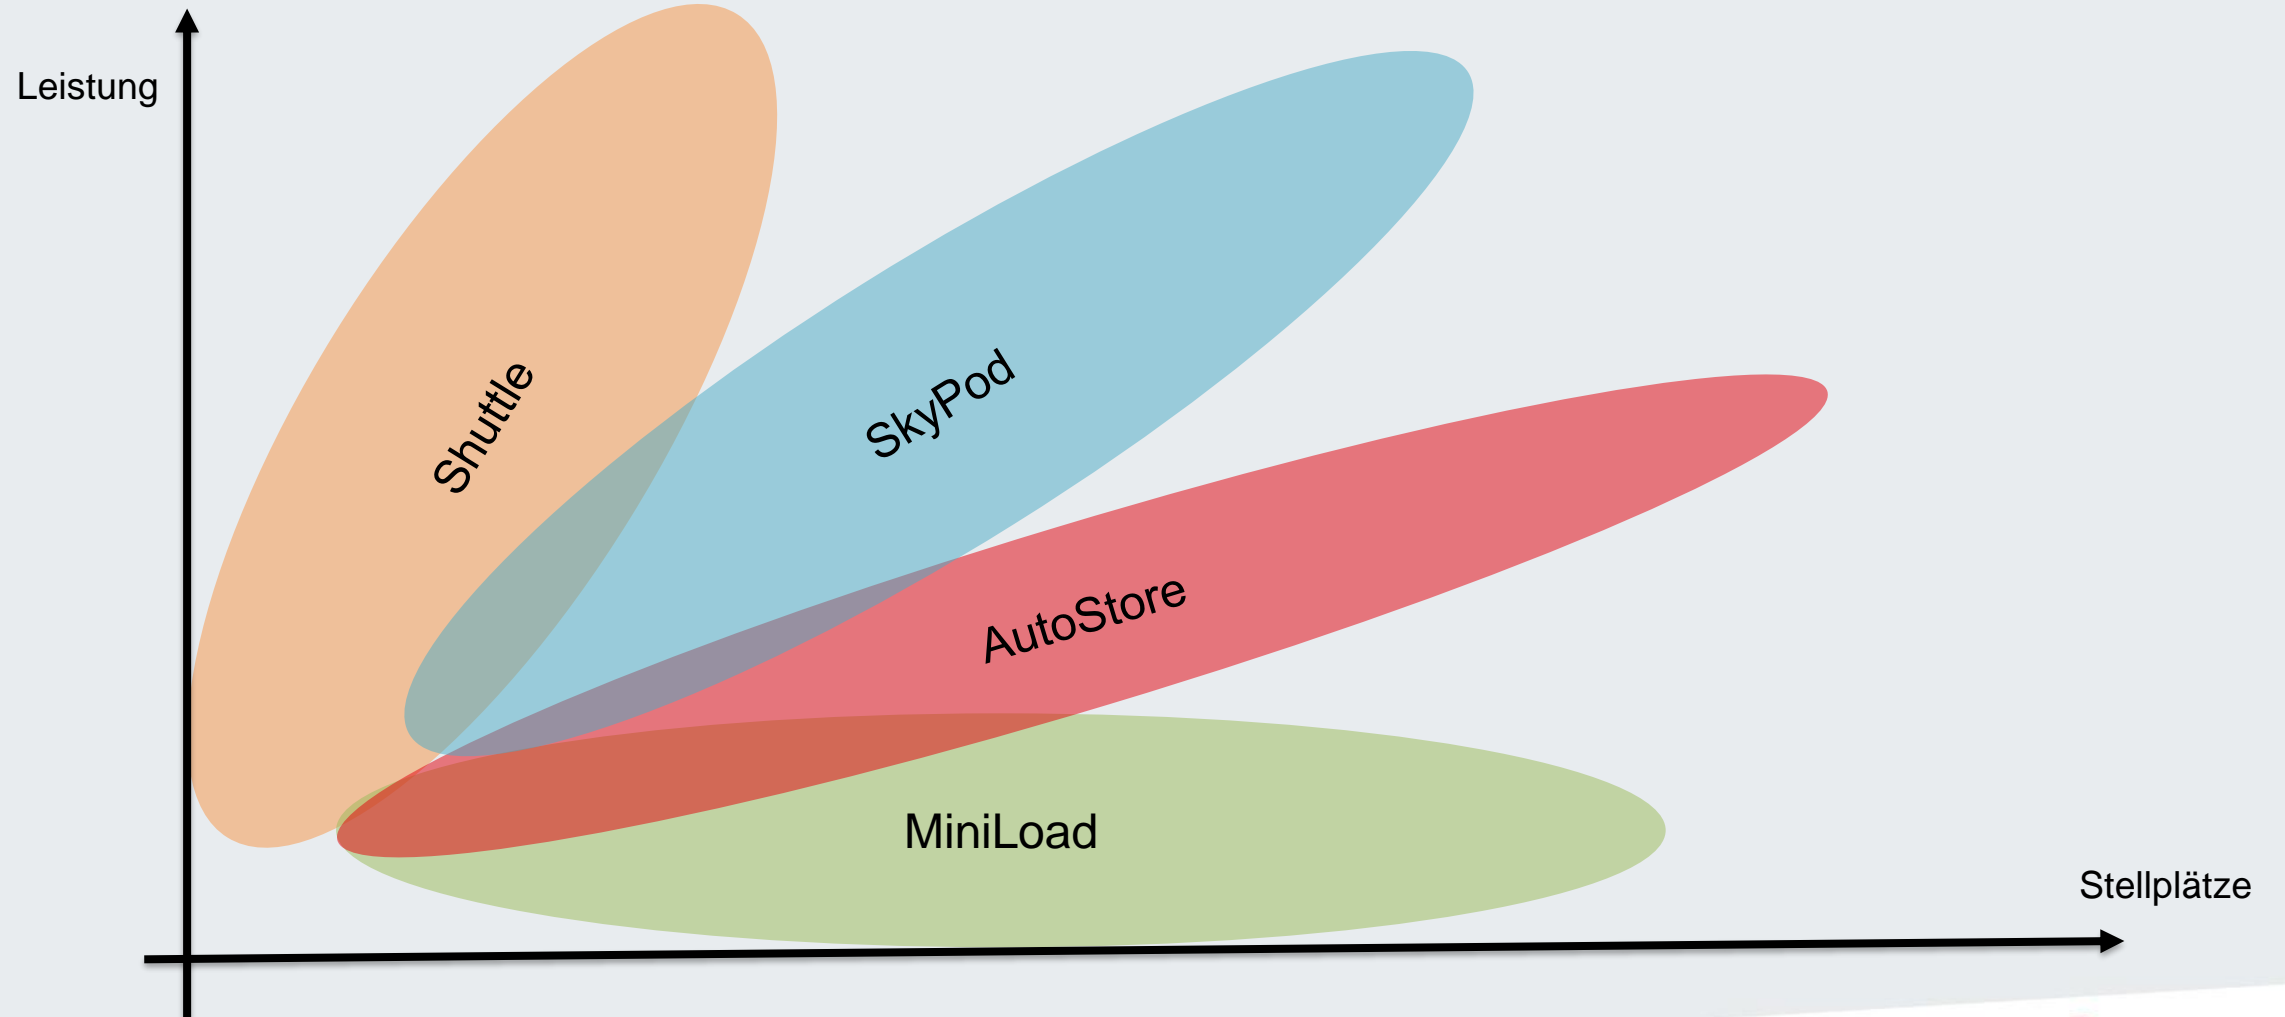 Leistung
Shuttle
SkyPod
AutoStore
MiniLoad
Stellplätze